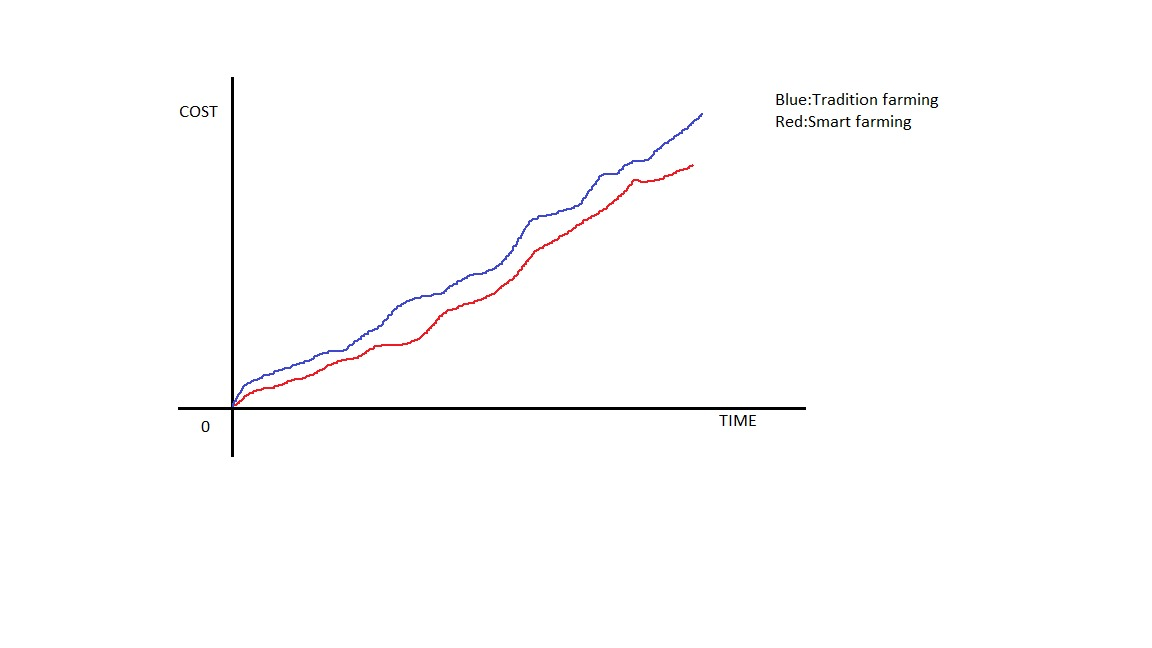 COST
Blue:Tradition farming
Red:Smart farming
0
TIME